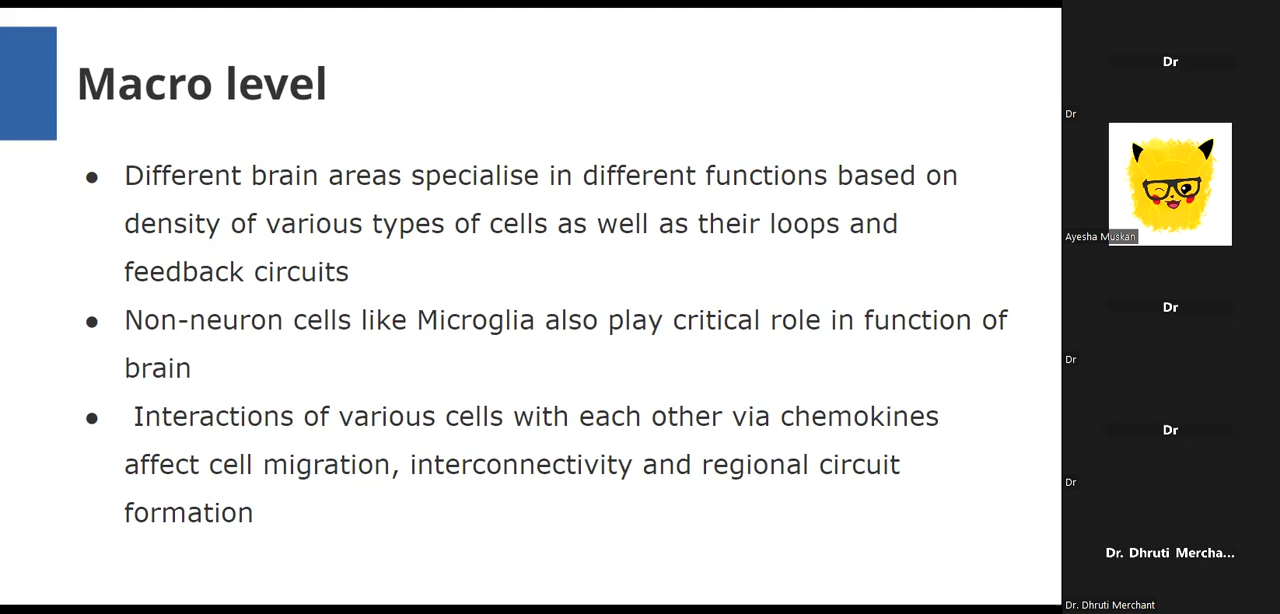 Macro level
● Different brain areas specialise in different functions based on
density of various types of cells as well as their loops and
feedback circuits
● Non-neuron cells like Microglia also play critical role in function of
brain
● Interactions of various cells with each other via chemokines
affect cell migration, interconnectivity and regional circuit
formation
Dr
Dr
Ayesha Muskan
Dr
Dr
Dr
Dr
Dr. Dhruti Mercha...
Dr. Dhruti Merchant